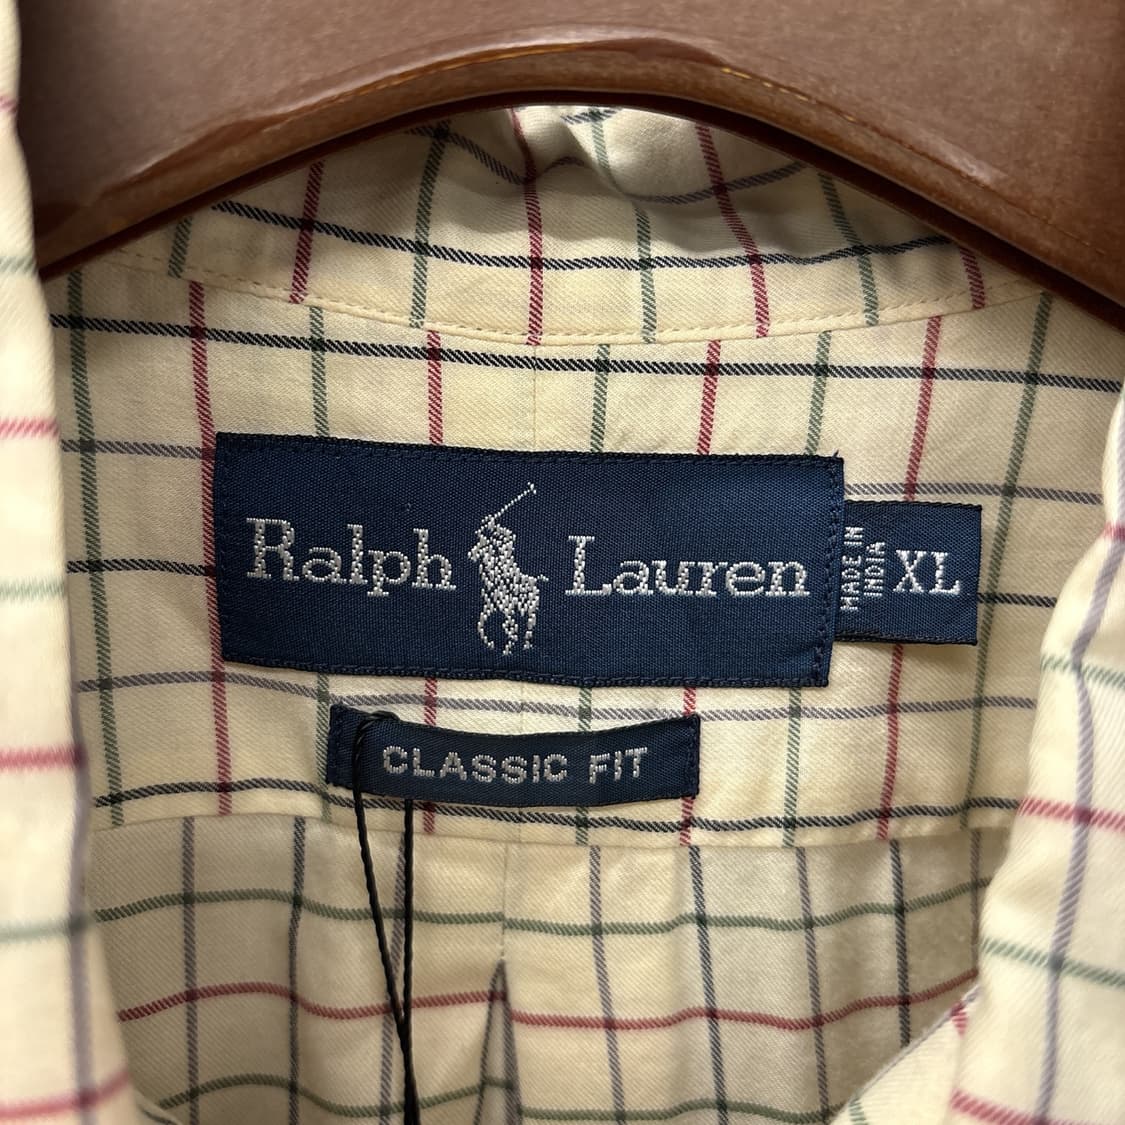 Ralph Lauren
MADE IN
INDIA
XL
CLASSIC FIT